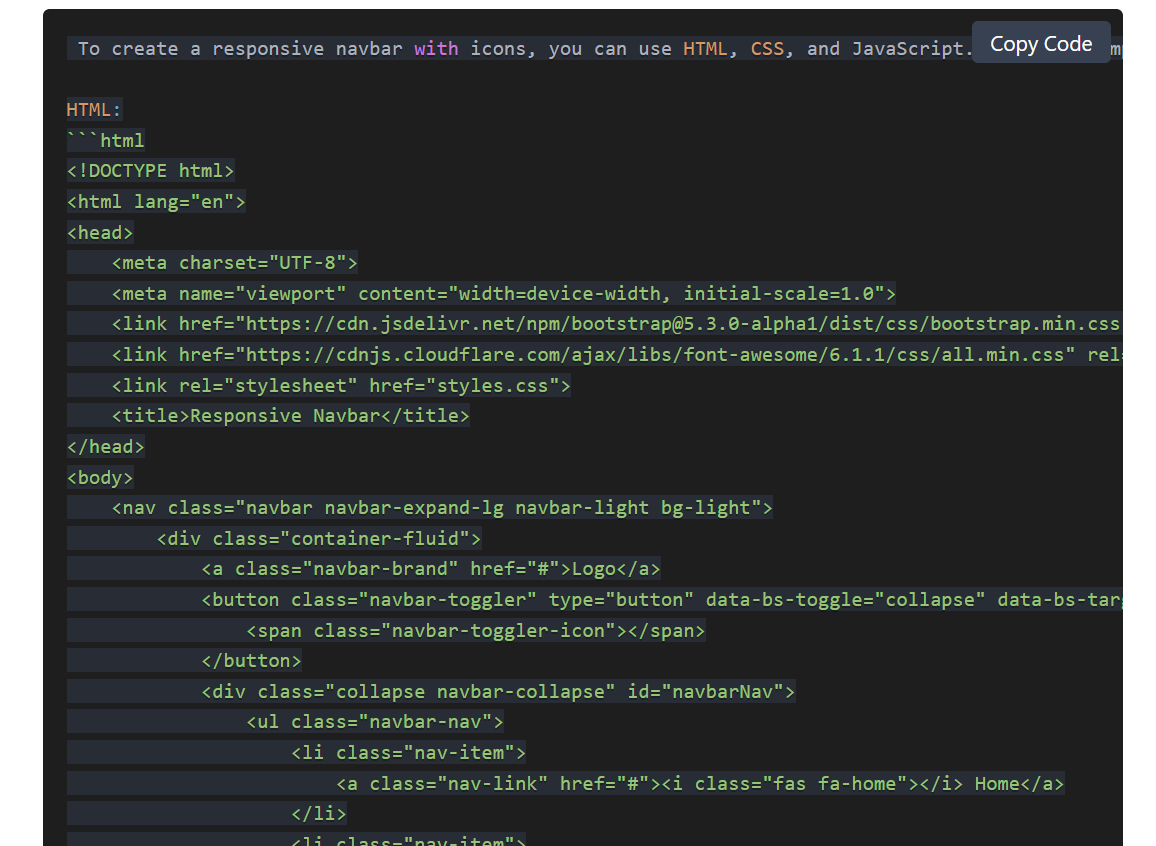 To create a responsive navbar with icons, you can use HTML, CSS, and JavaScript.
Copy Code
HTML:
```html
<!DOCTYPE html>
<html lang="en">
<head>
    <meta charset="UTF-8">
    <meta name="viewport" content="width=device-width, initial-scale=1.0">
    <link href="https://cdn.jsdelivr.net/npm/bootstrap@5.3.0-alpha1/dist/css/bootstrap.min.css
    <link href="https://cdnjs.cloudflare.com/ajax/libs/font-awesome/6.1.1/css/all.min.css" rel
    <link rel="stylesheet" href="styles.css">
    <title>Responsive Navbar</title>
</head>
<body>
    <nav class="navbar navbar-expand-lg navbar-light bg-light">
        <div class="container-fluid">
            <a class="navbar-brand" href="#">Logo</a>
            <button class="navbar-toggler" type="button" data-bs-toggle="collapse" data-bs-tar
                <span class="navbar-toggler-icon"></span>
            </button>
            <div class="collapse navbar-collapse" id="navbarNav">
                <ul class="navbar-nav">
                    <li class="nav-item">
                        <a class="nav-link" href="#"><i class="fas fa-home"></i> Home</a>
                    </li>
                    <li class="nav-item">